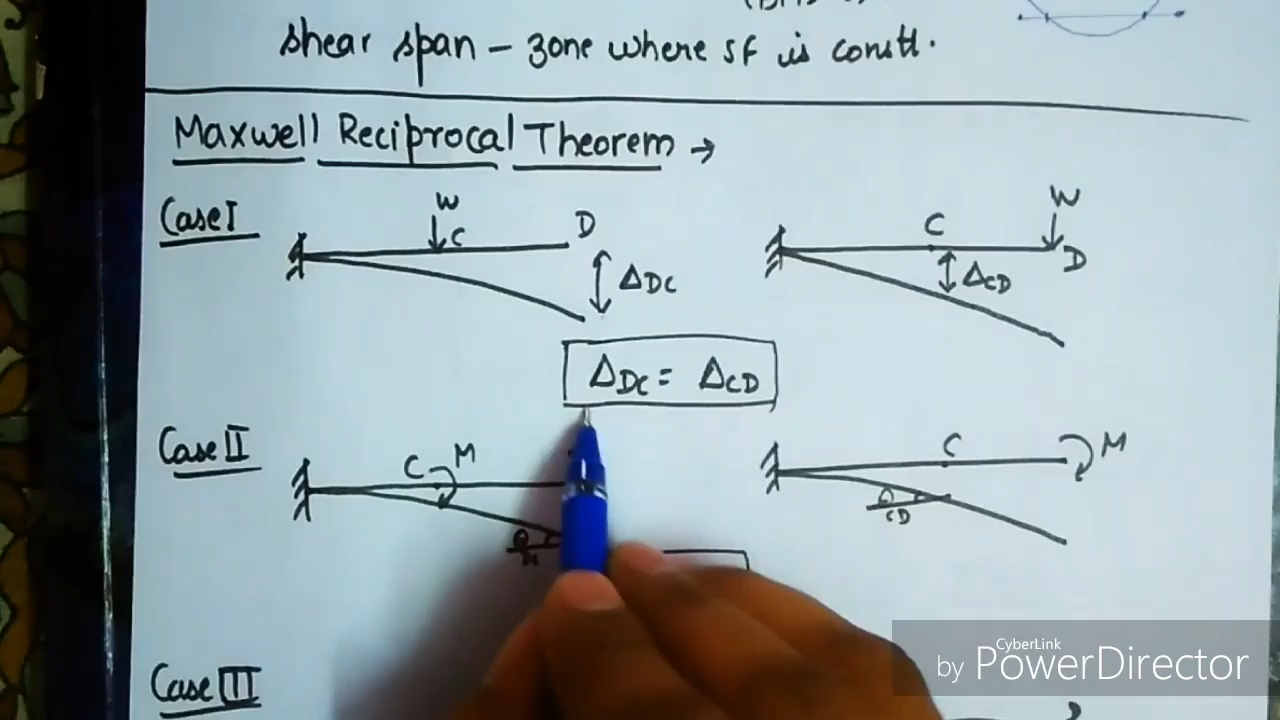 shear span – zone where SF is constt.
Maxwell Reciprocal Theorem →
Case I
W
C
D
ΔDC
W
C
D
ΔCD
ΔDC = ΔCD
Case II
C
M
C
M
θ
CD
Case III
CyberLink
by PowerDirector